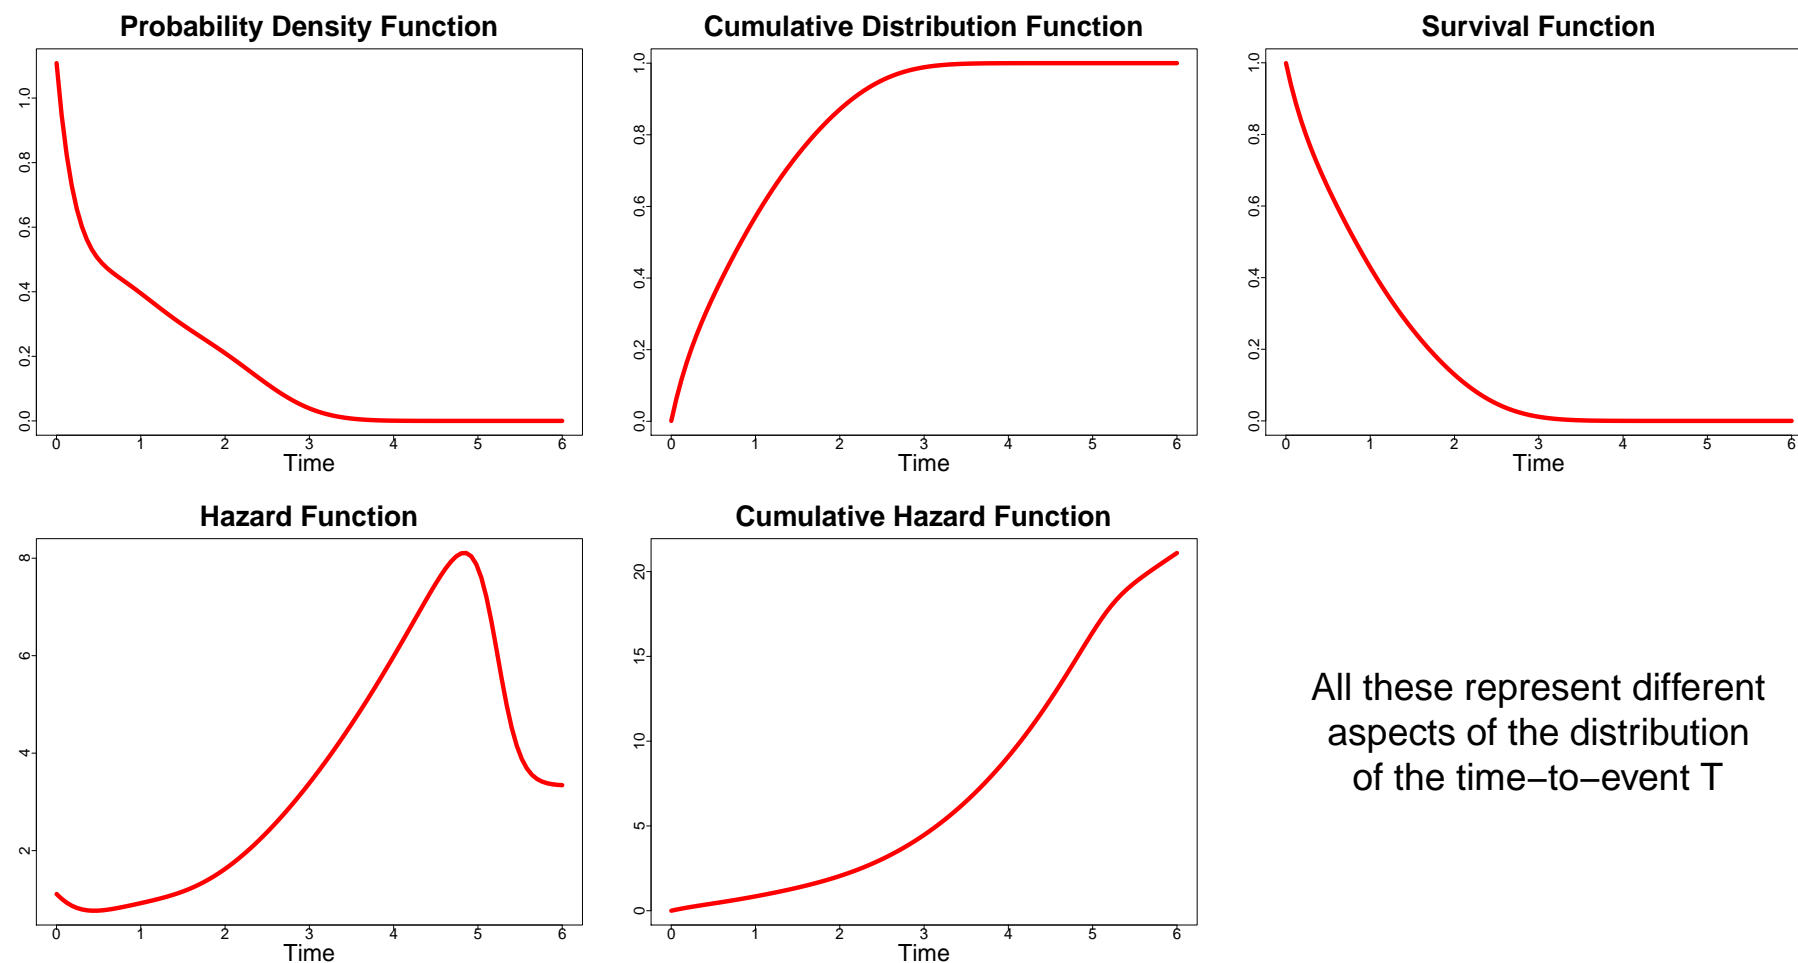 Probability Density Function
1.0
0.8
0.6
0.4
0.2
0.0
0 1 2 3 4 5 6
Time
Cumulative Distribution Function
1.0
0.8
0.6
0.4
0.2
0.0
0 1 2 3 4 5 6
Time
Survival Function
1.0
0.8
0.6
0.4
0.2
0.0
0 1 2 3 4 5 6
Time
Hazard Function
8
6
4
2
0 1 2 3 4 5 6
Time
Cumulative Hazard Function
20
15
10
5
0
0 1 2 3 4 5 6
Time
All these represent different
aspects of the distribution
of the time−to−event T